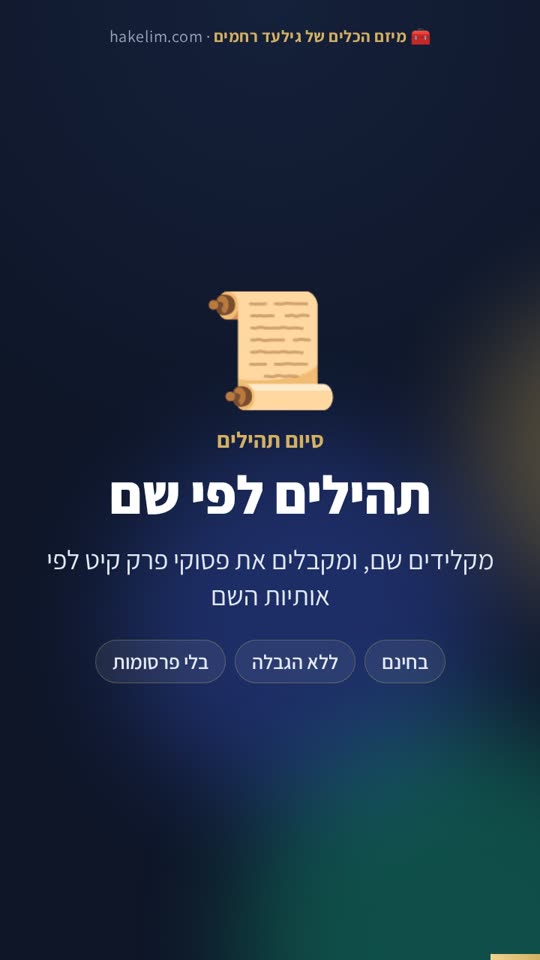 🧰 מיזם הכלים של גילעד רחמים · hakelim.com
סיום תהילים
תהילים לפי שם
מקלידים שם, ומקבלים את פסוקי פרק קיט לפי
אותיות השם
בחינם
ללא הגבלה
בלי פרסומות